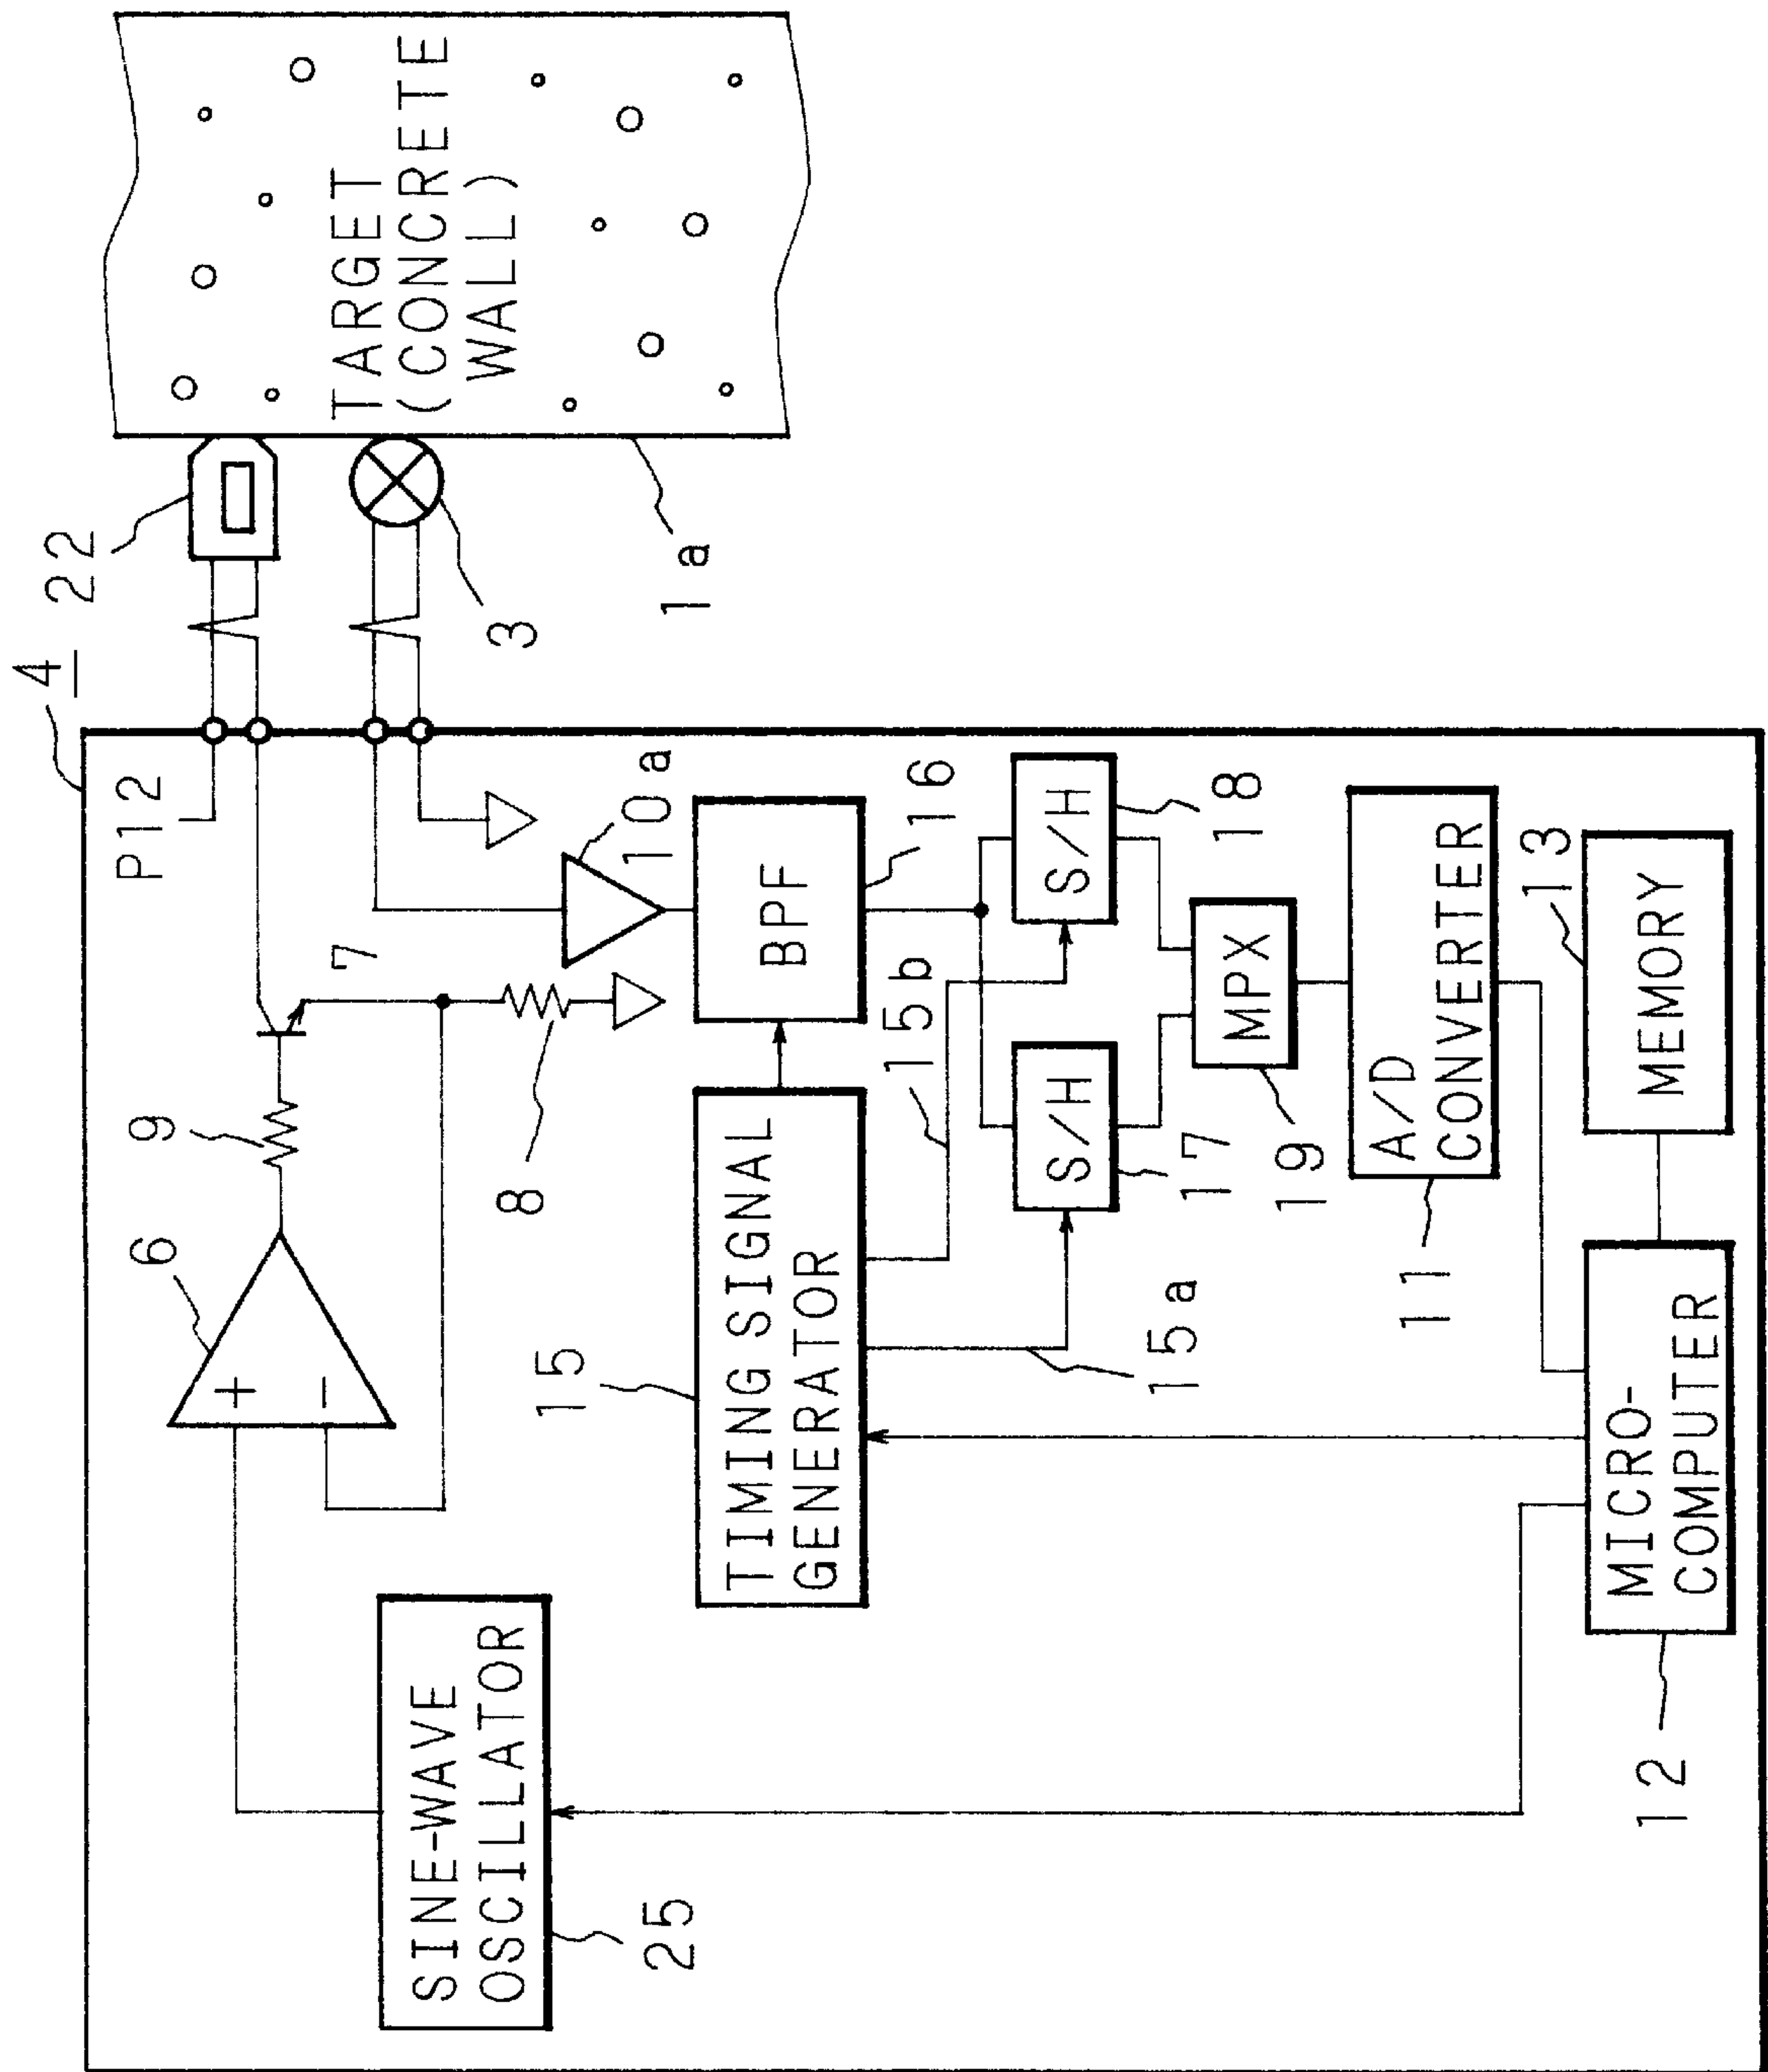 4
22
TARGET
(CONCRETE
WALL)
3
1a
P12
9
7
6
8
10a
15
TIMING SIGNAL
GENERATOR
BPF
16
15b
15a
S/H
17
S/H
18
MPX
19
A/D
CONVERTER
11
SINE-WAVE
OSCILLATOR
25
MICRO-
COMPUTER
12
MEMORY
13